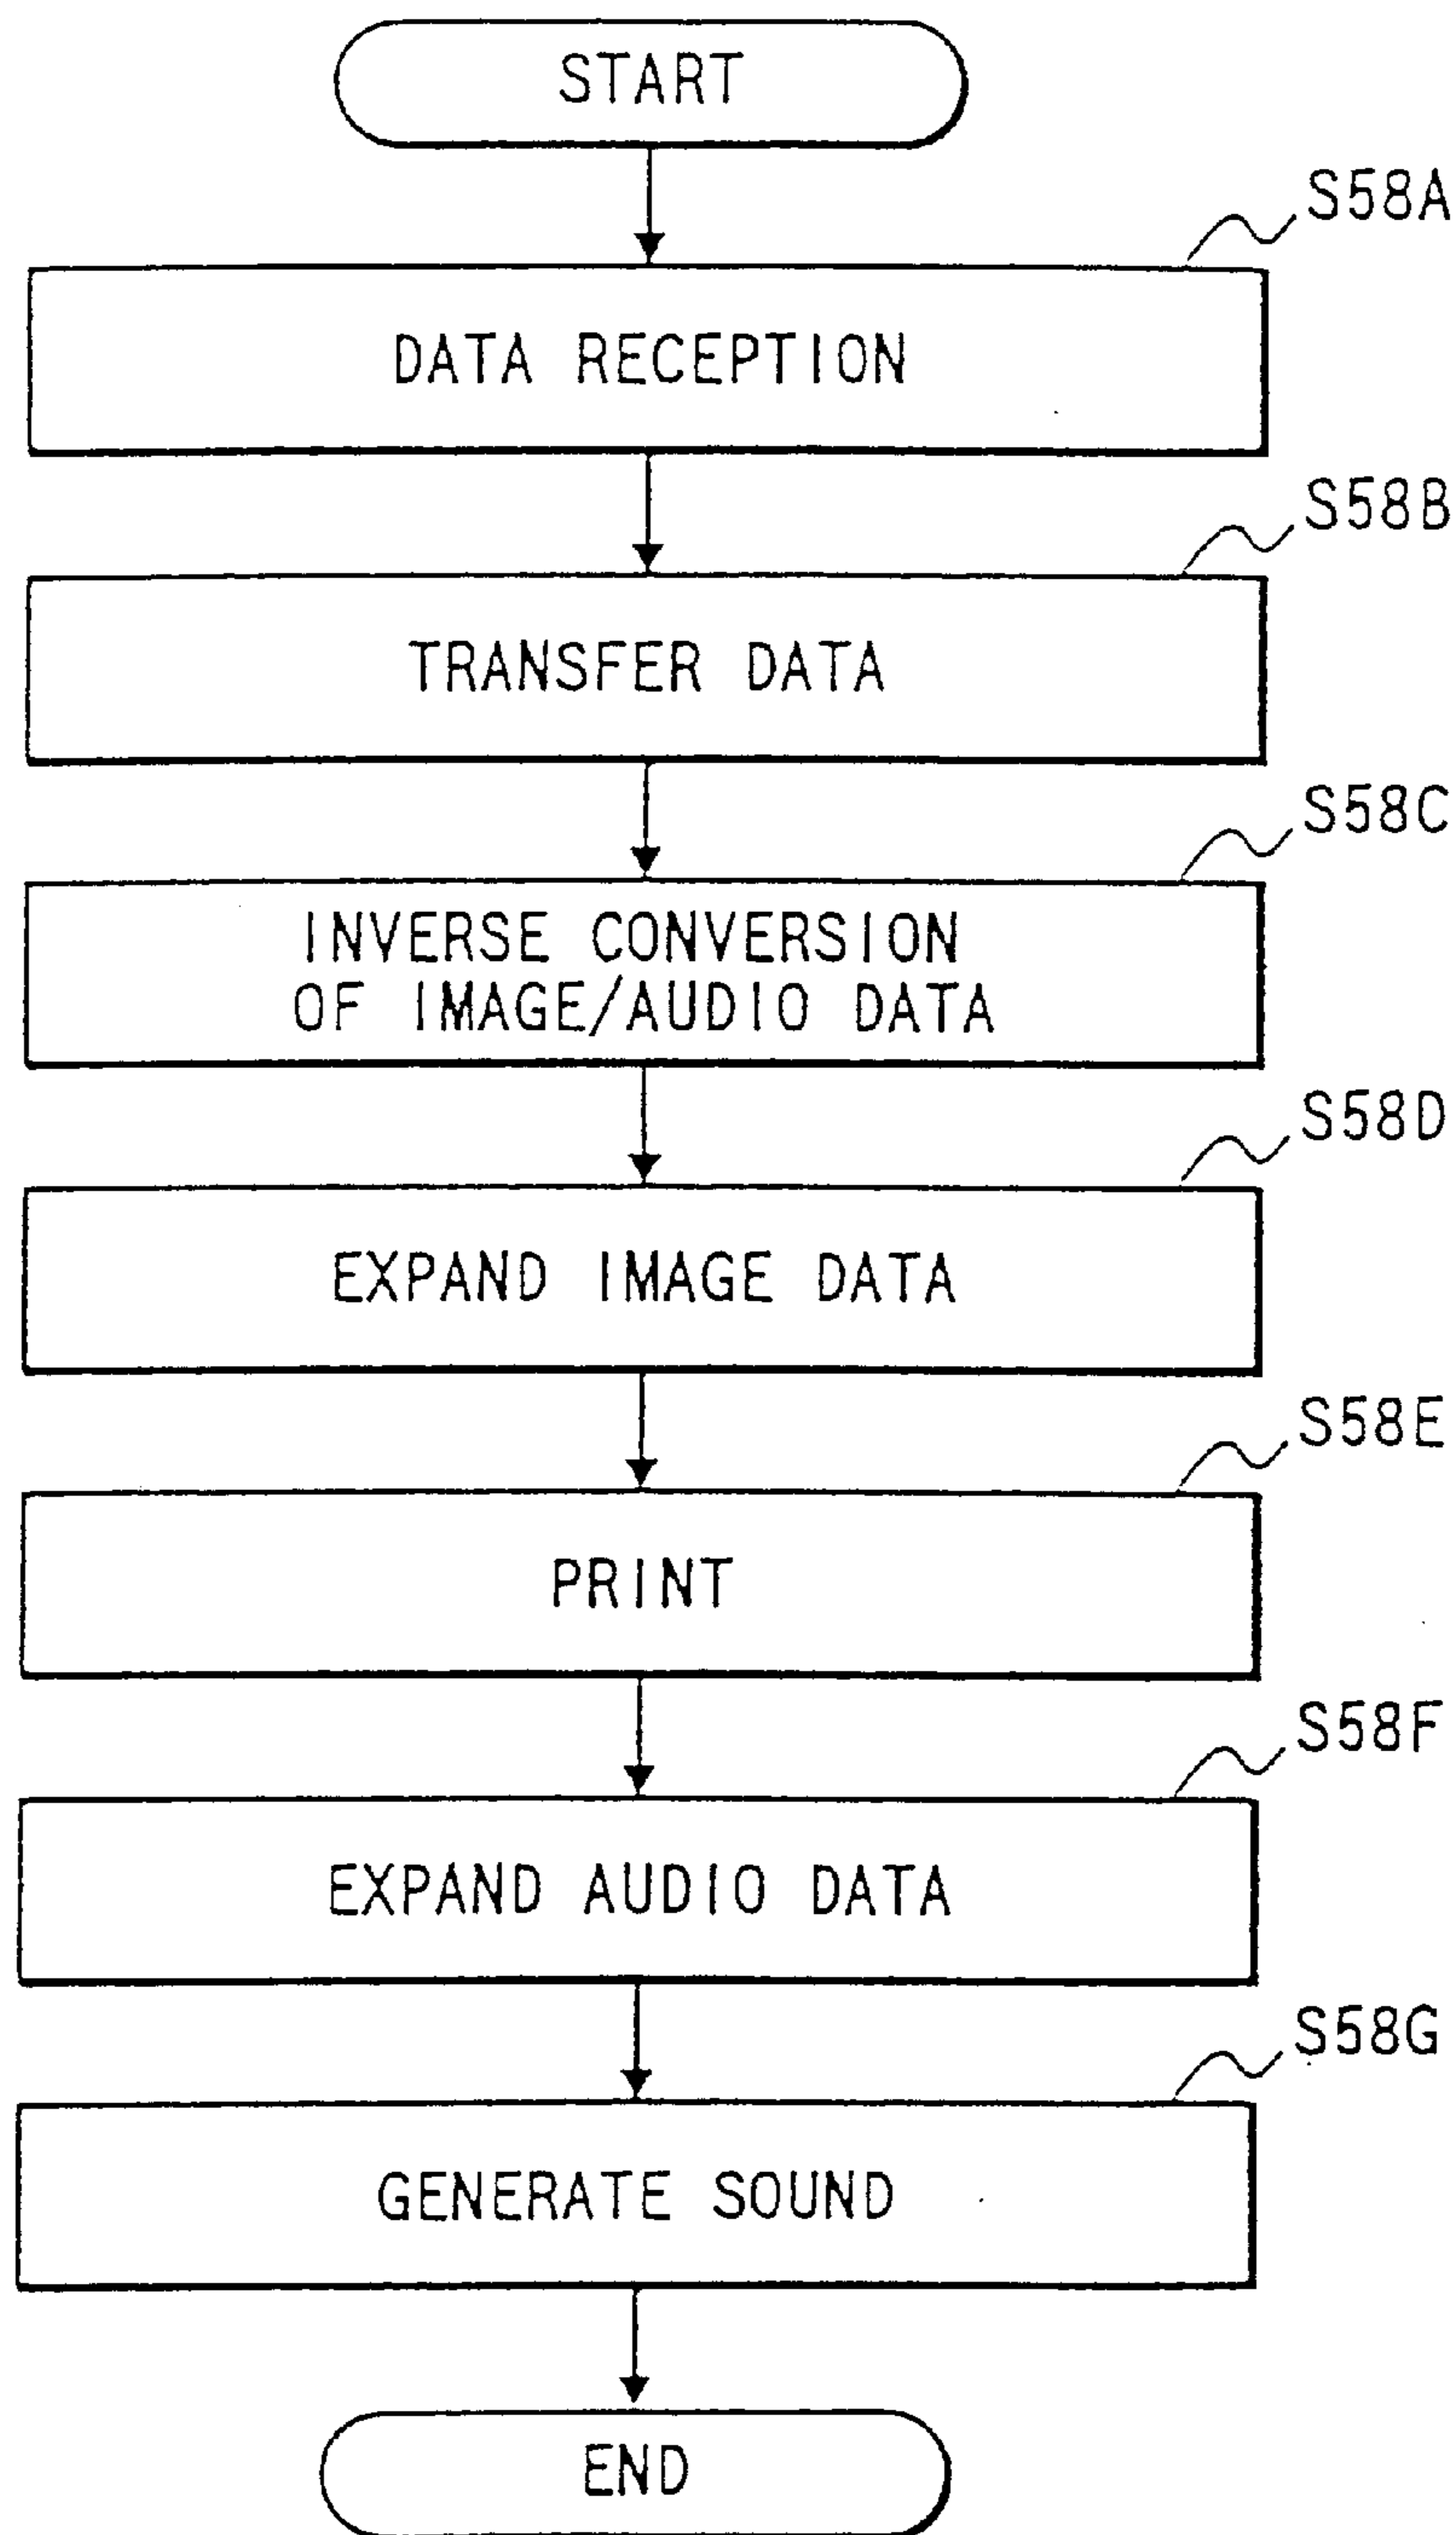 START
S58A
DATA RECEPTION
S58B
TRANSFER DATA
S58C
INVERSE CONVERSION
OF IMAGE/AUDIO DATA
S58D
EXPAND IMAGE DATA
S58E
PRINT
S58F
EXPAND AUDIO DATA
S58G
GENERATE SOUND
END